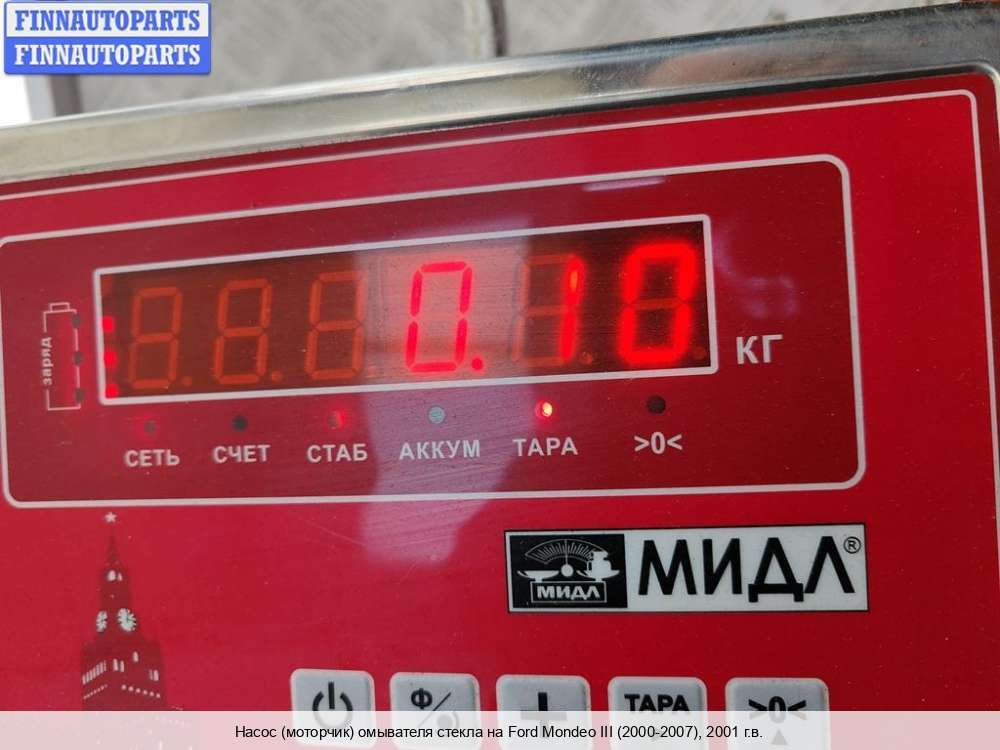 FINNAUTOPARTS
FINNAUTOPARTS
заряд
0.10
кг
СЕТЬ СЧЕТ СТАБ АККУМ ТАРА >0<
МИДЛ МИДЛ®
Ф ТАРА >0<
Насос (моторчик) омывателя стекла на Ford Mondeo III (2000-2007), 2001 г.в.